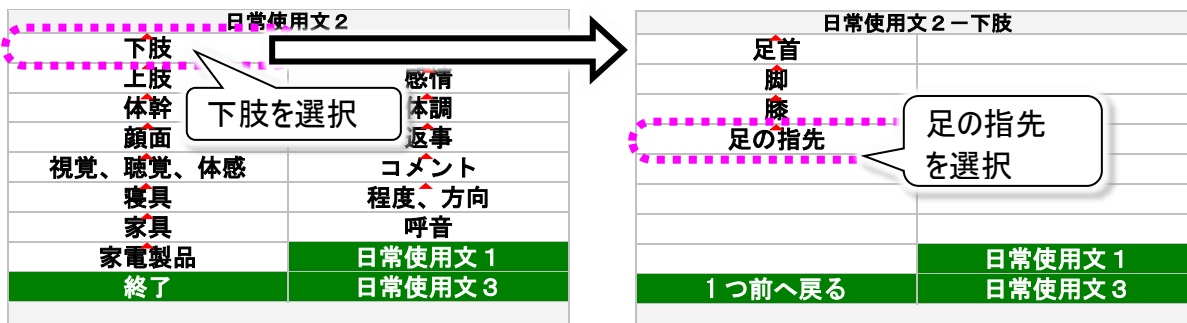 日常使用文２
下肢
上肢
感情
体幹
体調
顔面
返事
視覚、聴覚、体感
コメント
寝具
程度、方向
家具
呼音
家電製品
日常使用文１
終了
日常使用文３
下肢を選択
日常使用文２－下肢
足首
脚
膝
足の指先
日常使用文１
１つ前へ戻る
日常使用文３
足の指先
を選択